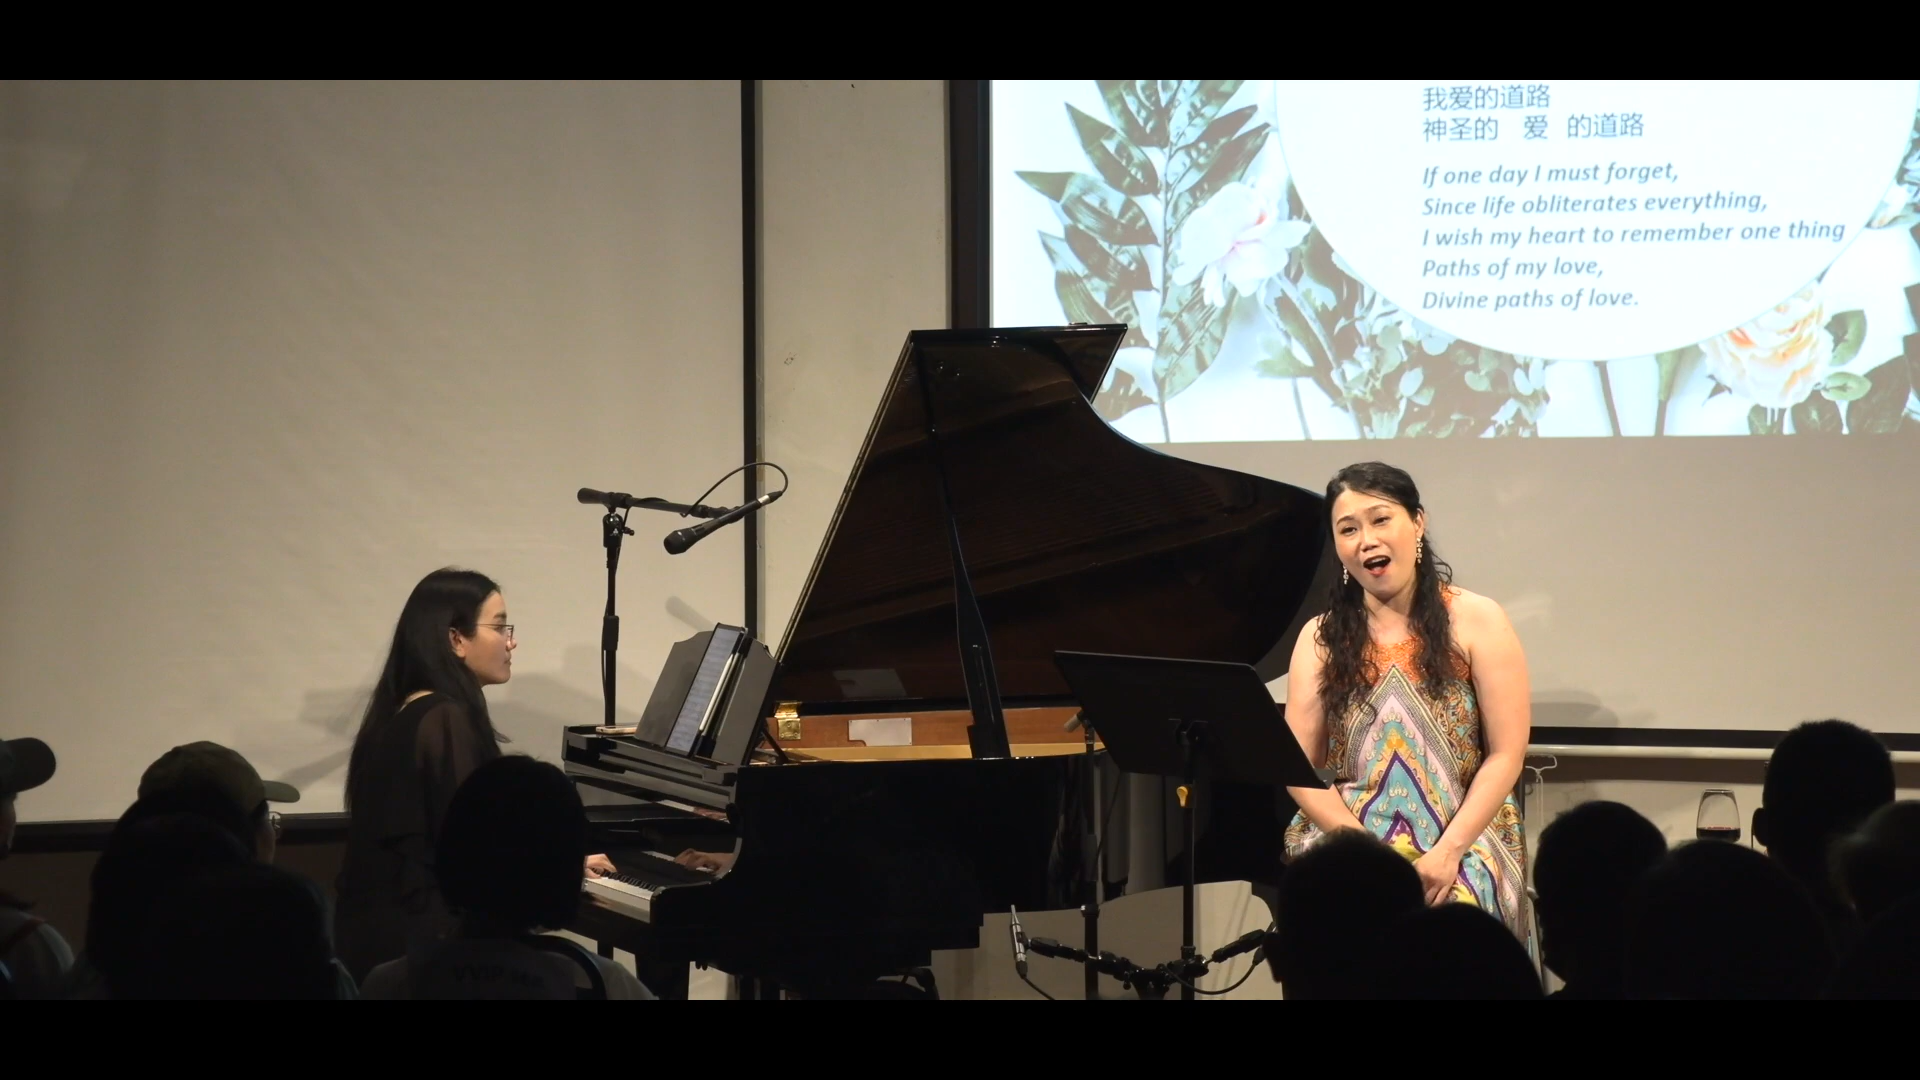 我爱的道路
神圣的 爱 的道路
If one day I must forget,
Since life obliterates everything,
I wish my heart to remember one thing
Paths of my love,
Divine paths of love.
VVIP